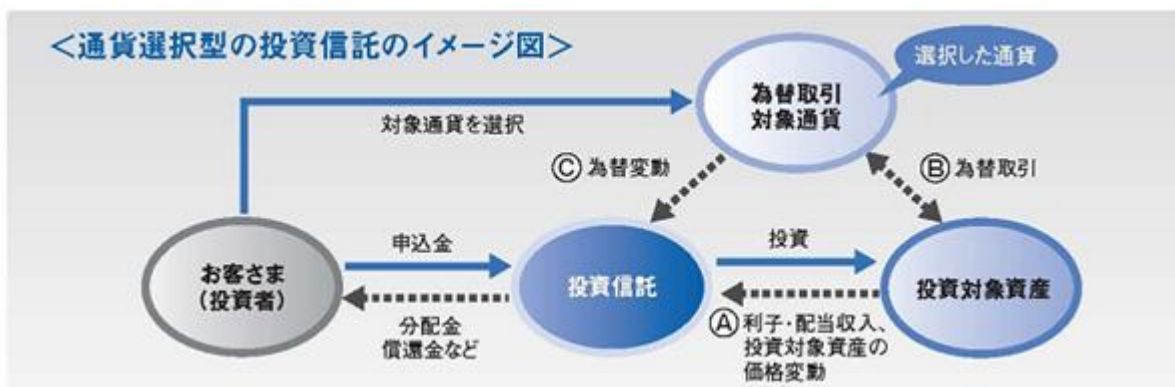 ＜通貨選択型の投資信託のイメージ図＞
選択した通貨
為替取引
対象通貨
対象通貨を選択
Ⓒ 為替変動
Ⓑ 為替取引
お客さま
（投資者）
申込金
投資信託
投資
投資対象資産
分配金
償還金など
Ⓐ 利子・配当収入、
投資対象資産の
価格変動